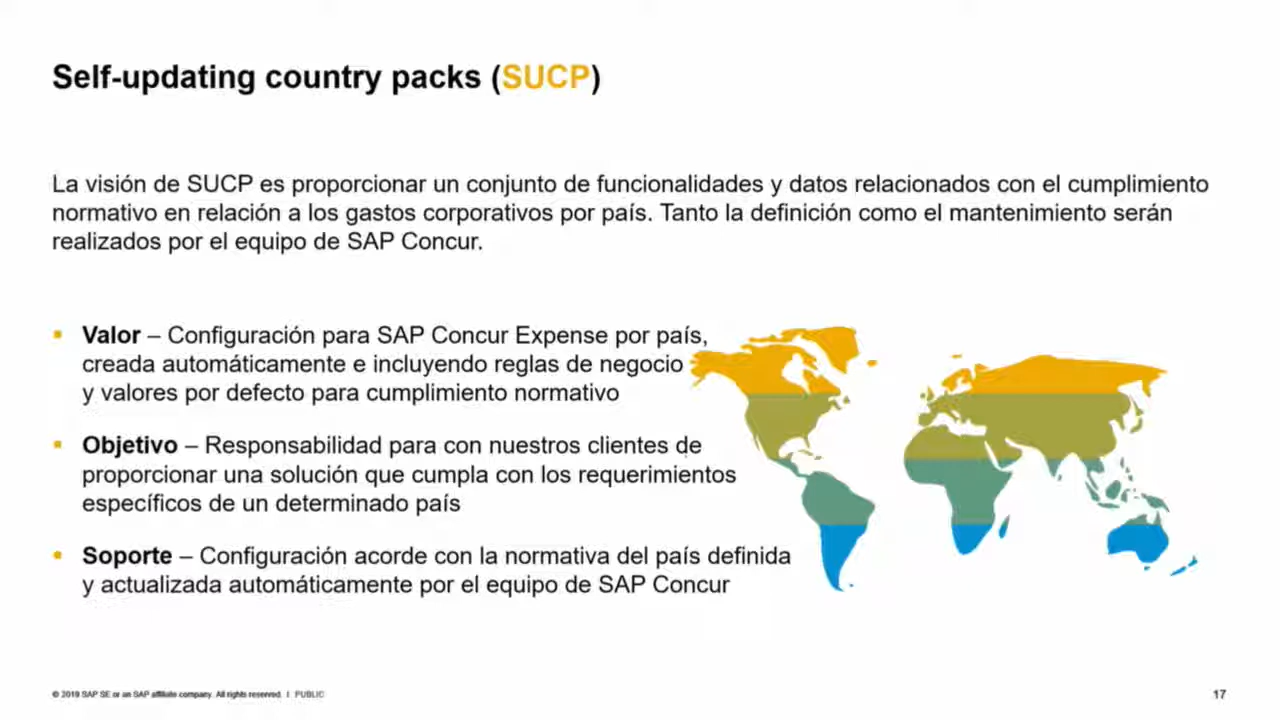 Self-updating country packs (SUCP)
La visión de SUCP es proporcionar un conjunto de funcionalidades y datos relacionados con el cumplimiento
normativo en relación a los gastos corporativos por país. Tanto la definición como el mantenimiento serán
realizados por el equipo de SAP Concur.
▪ Valor – Configuración para SAP Concur Expense por país,
creada automáticamente e incluyendo reglas de negocio
y valores por defecto para cumplimiento normativo
▪ Objetivo – Responsabilidad para con nuestros clientes de
proporcionar una solución que cumpla con los requerimientos
específicos de un determinado país
▪ Soporte – Configuración acorde con la normativa del país definida
y actualizada automáticamente por el equipo de SAP Concur
© 2019 SAP SE or an SAP affiliate company. All rights reserved. I PUBLIC
17